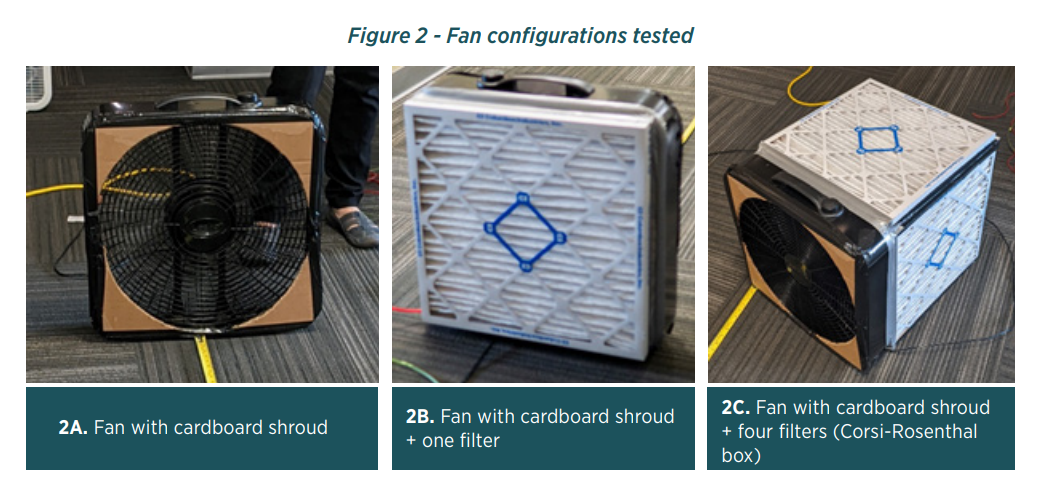 Figure 2 - Fan configurations tested
2A. Fan with cardboard shroud
2B. Fan with cardboard shroud
+ one filter
2C. Fan with cardboard shroud
+ four filters (Corsi-Rosenthal
box)